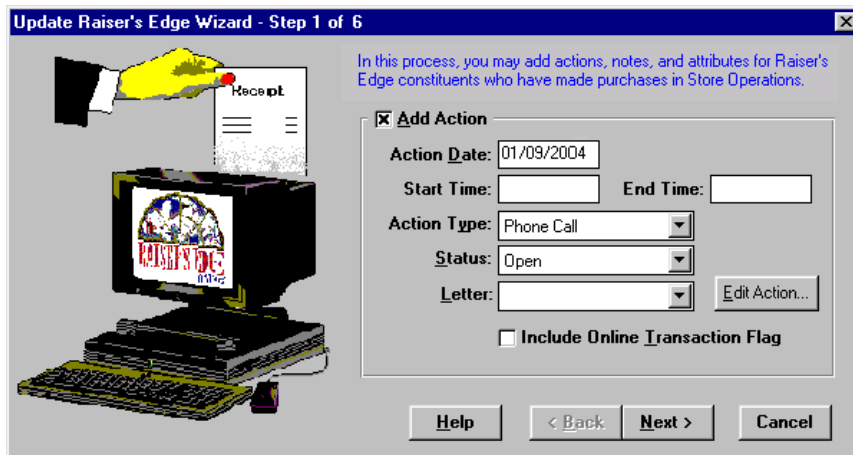 Update Raiser's Edge Wizard - Step 1 of 6
In this process, you may add actions, notes, and attributes for Raiser's
Edge constituents who have made purchases in Store Operations.
Receipt
Add Action
Action Date: 01/09/2004
Start Time: End Time:
Action Type: Phone Call
Status: Open
Letter: Edit Action...
Include Online Transaction Flag
Help < Back Next > Cancel